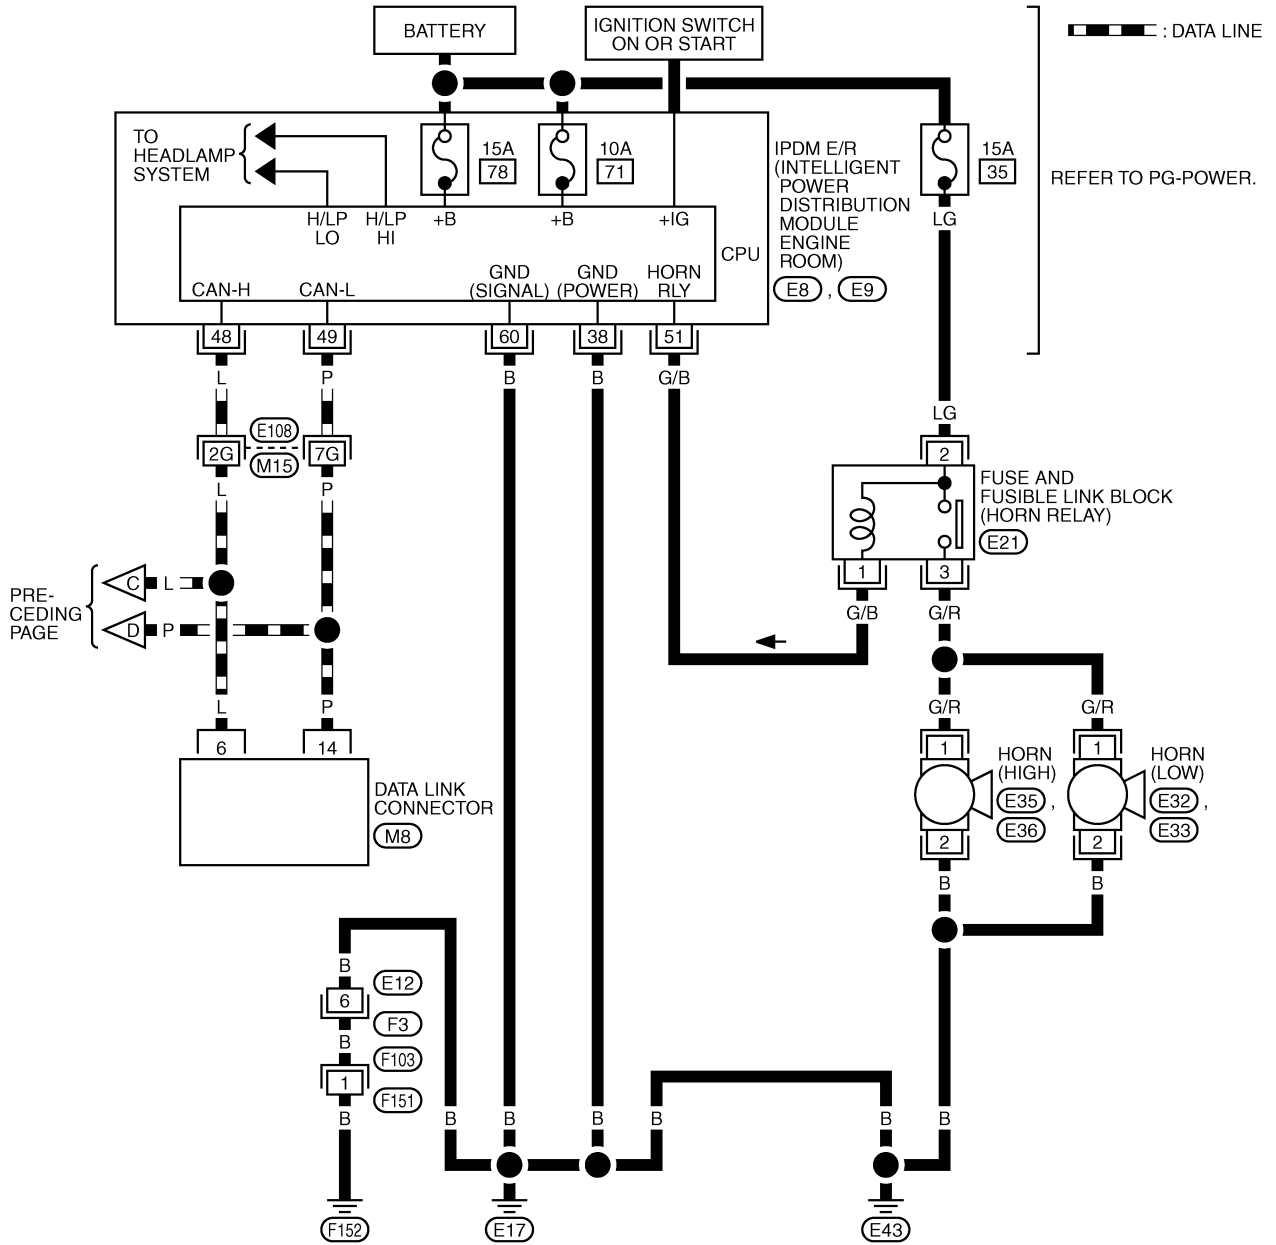 BATTERY
IGNITION SWITCH
ON OR START
: DATA LINE
TO
HEADLAMP
SYSTEM
15A
78
10A
71
IPDM E/R
(INTELLIGENT
POWER
DISTRIBUTION
MODULE
ENGINE
ROOM)
E8 , E9
15A
35
REFER TO PG-POWER.
LG
H/LP
LO
H/LP
HI
+B
+B
+IG
CPU
CAN-H
CAN-L
GND
(SIGNAL)
GND
(POWER)
HORN
RLY
48
49
60
38
51
L
P
B
B
G/B
LG
2G
E108
M15
7G
2
FUSE AND
FUSIBLE LINK BLOCK
(HORN RELAY)
E21
L
P
1
3
PRE-
CEDING
PAGE
C
L
D
P
G/B
G/R
L
P
G/R
G/R
6
14
1
1
HORN
(HIGH)
E35 ,
E36
HORN
(LOW)
E32 ,
E33
DATA LINK
CONNECTOR
M8
2
2
B
B
B
E12
6
F3
B
F103
1
F151
B
B
B
B
B
B
B
F152
E17
E43